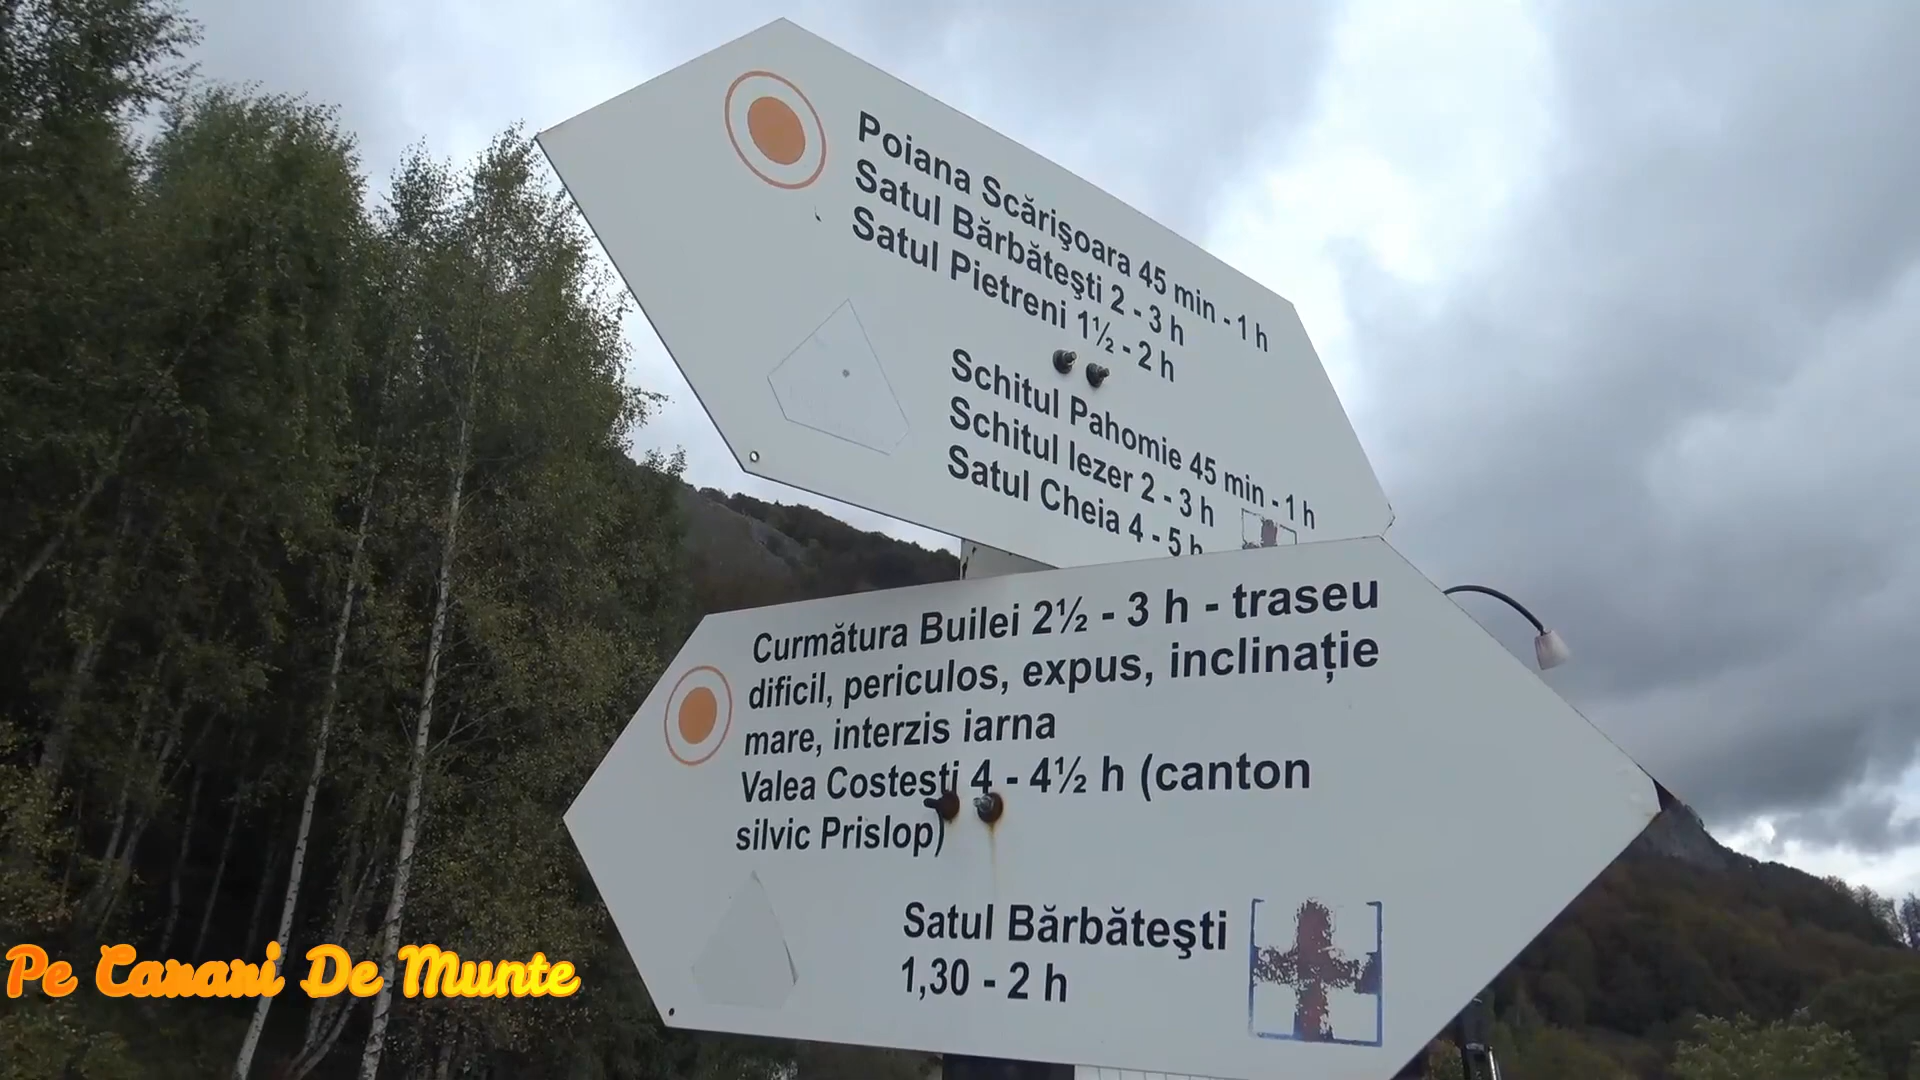 Poiana Scărişoara 45 min - 1 h
Satul Bărbăteşti 2 - 3 h
Satul Pietreni 1½ - 2 h
Schitul Pahomie 45 min - 1 h
Schitul Iezer 2 - 3 h
Satul Cheia 4 - 5 h
Curmătura Builei 2½ - 3 h - traseu
dificil, periculos, expus, inclinație
mare, interzis iarna
Valea Costești 4 - 4½ h (canton
silvic Prislop)
Satul Bărbăteşti
1,30 - 2 h
Pe Carari De Munte